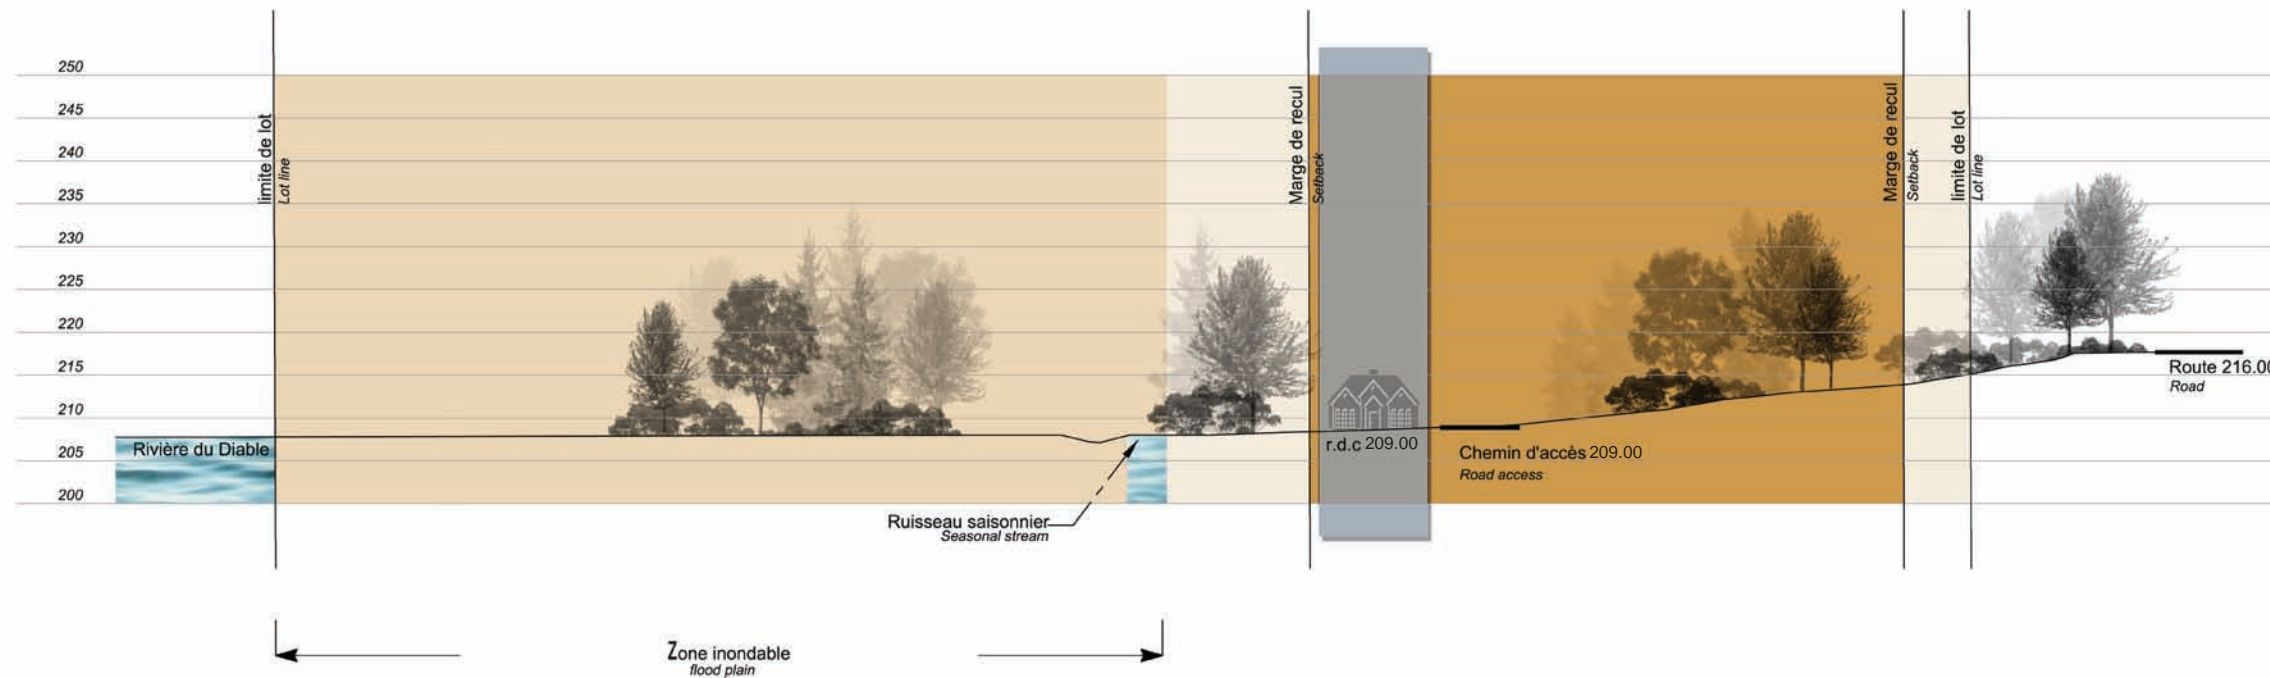 250
245
240
235
230
225
220
215
210
205
200
limite de lot
Lot line
Marge de recul
Setback
Marge de recul
Setback
limite de lot
Lot line
Route 216.00
Road
Rivière du Diable
r.d.c 209.00
Chemin d'accès 209.00
Road access
Ruisseau saisonnier
Seasonal stream
Zone inondable
flood plain